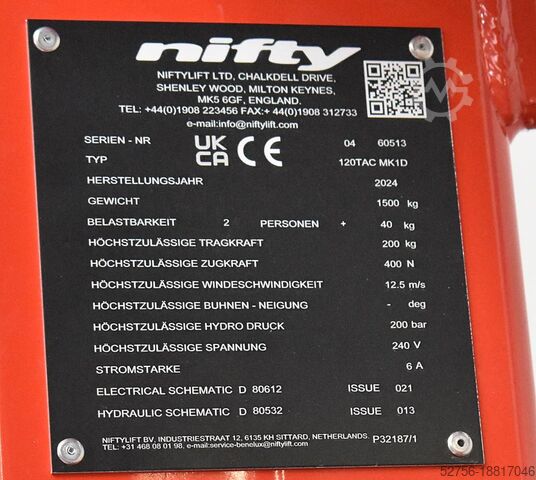 nifty
NIFTYLIFT LTD, CHALKDELL DRIVE,
SHENLEY WOOD, MILTON KEYNES,
MK5 6GF, ENGLAND.
TEL: +44(0)1908 223456 FAX:+ 44(0)1908 312733
e-mail:info@niftylift.com
SERIEN - NR UK CA CE 04 60513
TYP 120TAC MK1D
HERSTELLUNGSJAHR 2024
GEWICHT 1500 kg
BELASTBARKEIT 2 PERSONEN + 40 kg
HÖCHSTZULÄSSIGE TRAGKRAFT 200 kg
HÖCHSTZULÄSSIGE ZUGKRAFT 400 N
HÖCHSTZULÄSSIGE WINDESCHWINDIGKEIT 12.5 m/s
HÖCHSTZULÄSSIGE BUHNEN - NEIGUNG - deg
HÖCHSTZULÄSSIGE HYDRO DRUCK 200 bar
HÖCHSTZULÄSSIGE SPANNUNG 240 V
STROMSTARKE 6 A
ELECTRICAL SCHEMATIC D 80612 ISSUE 021
HYDRAULIC SCHEMATIC D 80532 ISSUE 013
NIFTYLIFT BV, INDUSTRIESTRAAT 12, 6135 KH SITTARD, NETHERLANDS.
TEL: +31 468 08 01 98, e-mail:service-benelux@niftylift.com P32187/1
52756-18817046